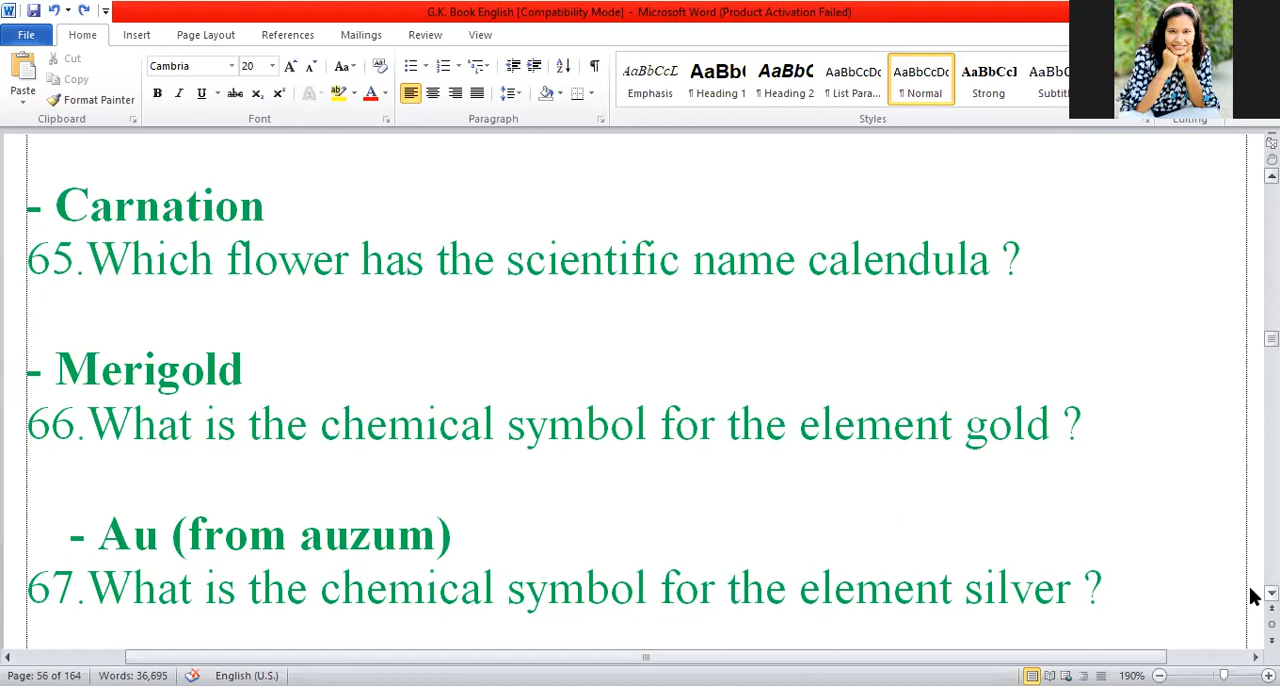 G.K. Book English [Compatibility Mode] - Microsoft Word (Product Activation Failed)
File Home Insert Page Layout References Mailings Review View
Cut
Copy
Format Painter
Paste
Cambria 20
AaBbCcL AaBb( AaBbC AaBbCcDc AaBbCcDc AaBbCcI AaBb
Emphasis ¶ Heading 1 ¶ Heading 2 ¶ List Para... ¶ Normal Strong Subtitl
Clipboard Font Paragraph Styles Editing
- Carnation
65.Which flower has the scientific name calendula ?
- Merigold
66.What is the chemical symbol for the element gold ?
- Au (from auzum)
67.What is the chemical symbol for the element silver ?
Page: 56 of 164 Words: 36,695 English (U.S.) 190%